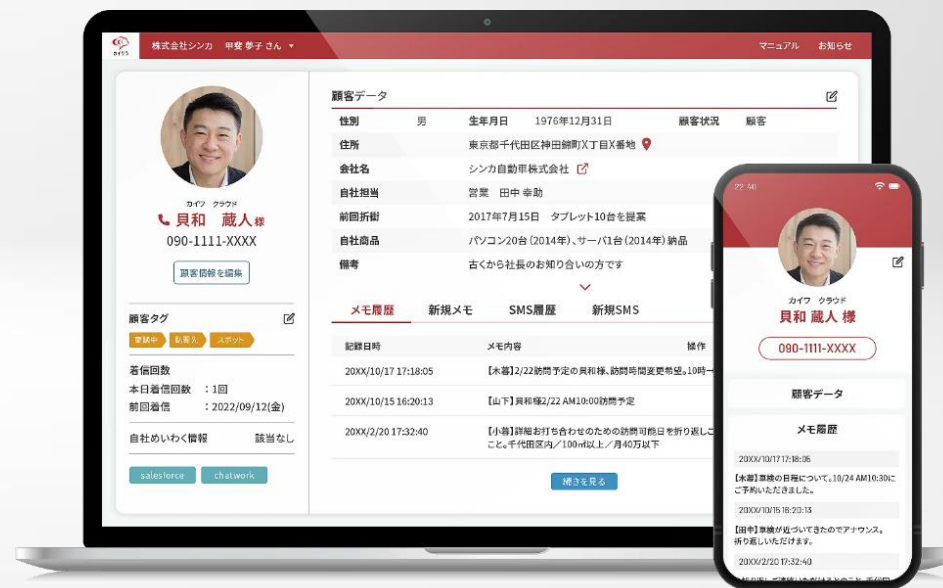 カイクラ
株式会社シンカ 甲斐 夢子 さん ▼
マニュアル お知らせ
カイワ クラウド
貝和 蔵人 様
090-1111-XXXX
顧客情報を編集
顧客タグ
スポット
着信回数
本日着信回数 :1回
前回着信 :2022/09/12(金)
自社めいわく情報 該当なし
salesforce chatwork
顧客データ
性別 男 生年月日 1976年12月31日 顧客状況 顧客
住所 東京都千代田区神田錦町X丁目X番地
会社名 シンカ自動車株式会社
自社担当 営業 田中 幸助
前回折衝 2017年7月15日 タブレット10台を提案
自社商品 パソコン20台(2014年)、サーバ1台(2014年)納品
備考 古くから社長のお知り合いの方です
メモ履歴 新規メモ SMS履歴 新規SMS
記録日時 メモ内容 操作
20XX/10/17 17:18:05 【木暮】2/22訪問予定の貝和様、訪問時間変更希望。10時→
20XX/10/15 16:20:13 【山下】貝和様2/22 AM10:00訪問予定
20XX/2/20 17:32:40 【小暮】詳細お打ち合わせのための訪問可能日を折り返しご
こと。千代田区内/100㎡以上/月40万以下
続きを見る
カイワ クラウド
貝和 蔵人 様
090-1111-XXXX
顧客データ
メモ履歴
20XX/10/17 17:18:05
【木暮】車検の日程について。10/24 AM10:30に
ご予約いただきました。
20XX/10/15 16:20:13
【田中】車検が近づいてきたのでアナウンス。
折り返しいただけます。
20XX/2/20 17:32:40